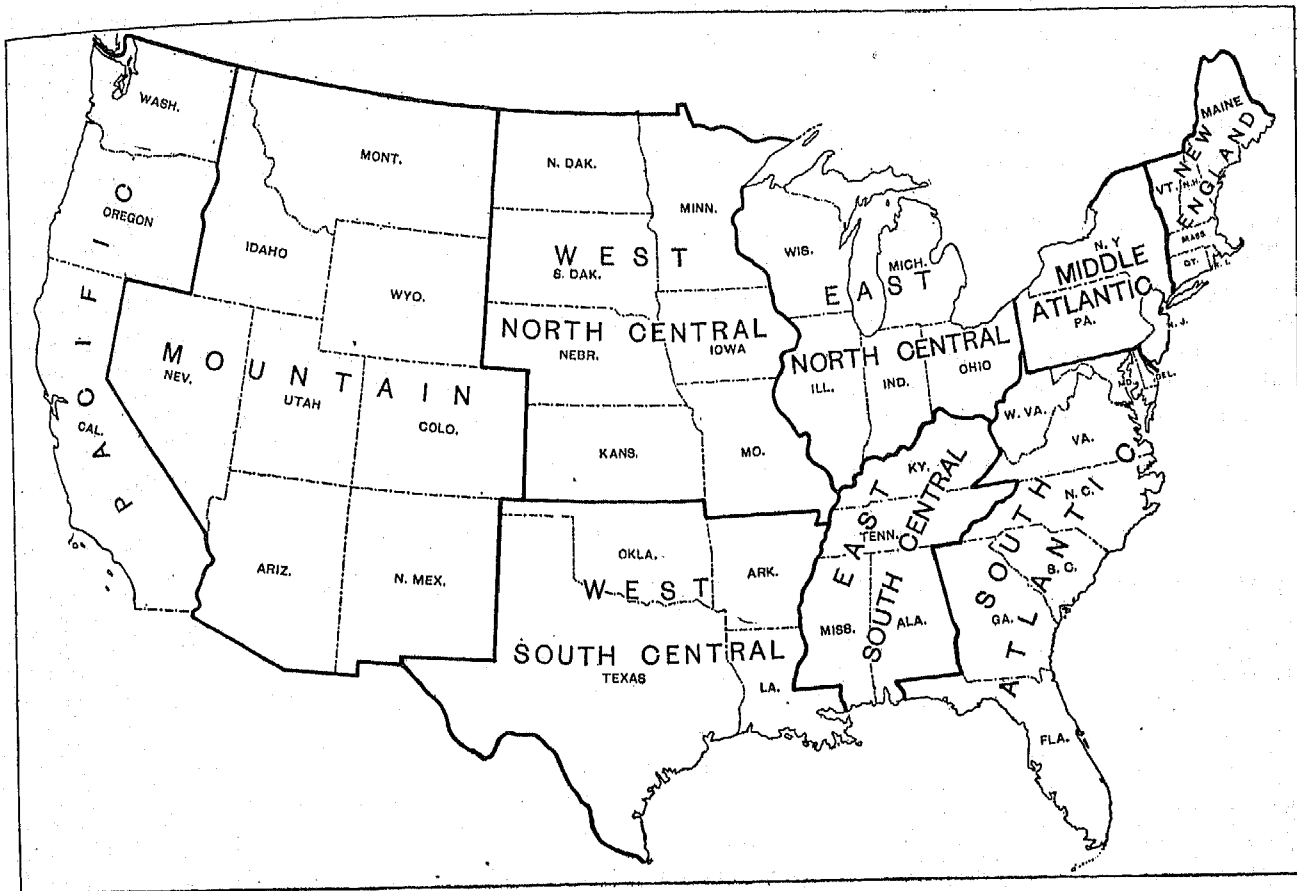 WASH.
OREGON
CAL.
PACIFIC
MONT.
IDAHO
WYO.
NEV.
UTAH
COLO.
ARIZ.
N. MEX.
MOUNTAIN
N. DAK.
S. DAK.
MINN.
NEBR.
IOWA
KANS.
MO.
WEST
NORTH CENTRAL
WIS.
MICH.
ILL.
IND.
OHIO
EAST
NORTH CENTRAL
OKLA.
ARK.
TEXAS
LA.
WEST
SOUTH CENTRAL
KY.
TENN.
MISS.
ALA.
EAST
SOUTH CENTRAL
MAINE
VT.
N.H.
MASS
CT.
R. I.
NEW
ENGLAND
N. Y
MIDDLE
ATLANTIC
PA.
N. J.
DEL.
W. VA.
VA.
N. C.
S. C.
GA.
FLA.
SOUTH
ATLANTIC